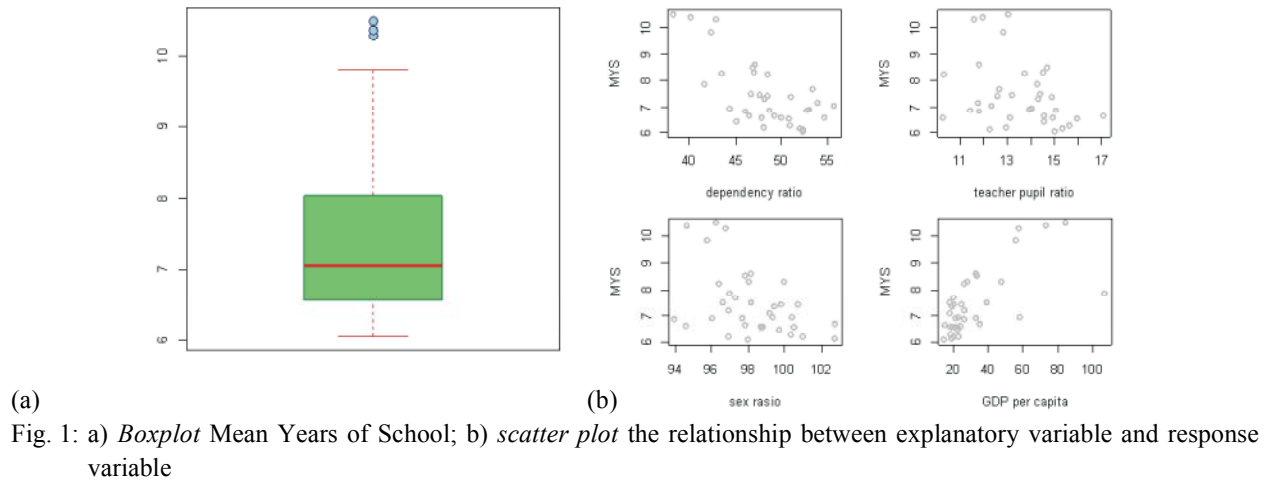 10
9
8
7
6
MYS
10
9
8
7
6
40 45 50 55
dependency ratio
MYS
10
9
8
7
6
11 13 15 17
teacher pupil ratio
MYS
10
9
8
7
6
94 96 98 100 102
sex rasio
MYS
10
9
8
7
6
20 40 60 80 100
GDP per capita
(a) (b)
Fig. 1: a) Boxplot Mean Years of School; b) scatter plot the relationship between explanatory variable and response
variable